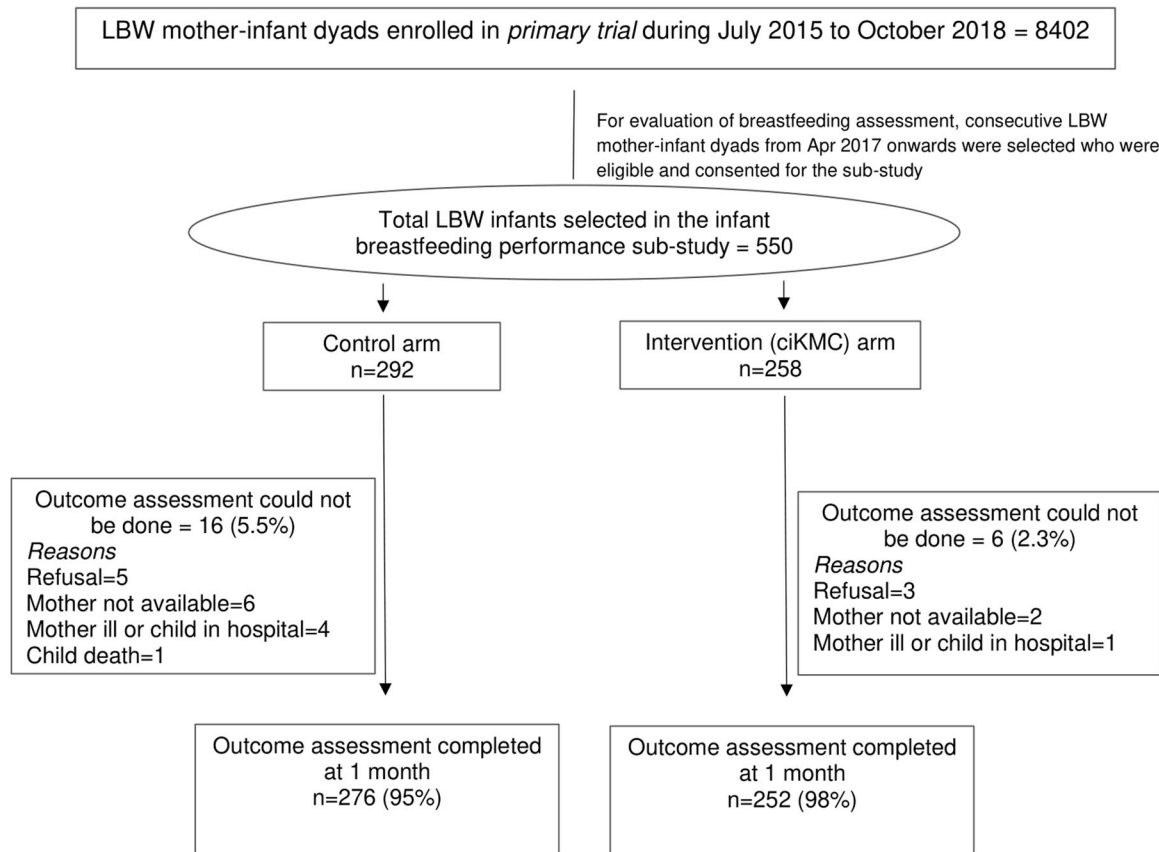 LBW mother-infant dyads enrolled in primary trial during July 2015 to October 2018 = 8402
For evaluation of breastfeeding assessment, consecutive LBW
mother-infant dyads from Apr 2017 onwards were selected who were
eligible and consented for the sub-study
Total LBW infants selected in the infant
breastfeeding performance sub-study = 550
Control arm
n=292
Intervention (ciKMC) arm
n=258
Outcome assessment could not
be done = 16 (5.5%)
Reasons
Refusal=5
Mother not available=6
Mother ill or child in hospital=4
Child death=1
Outcome assessment could not
be done = 6 (2.3%)
Reasons
Refusal=3
Mother not available=2
Mother ill or child in hospital=1
Outcome assessment completed
at 1 month
n=276 (95%)
Outcome assessment completed
at 1 month
n=252 (98%)